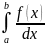 ∫ₐᵇ f(x)/dx